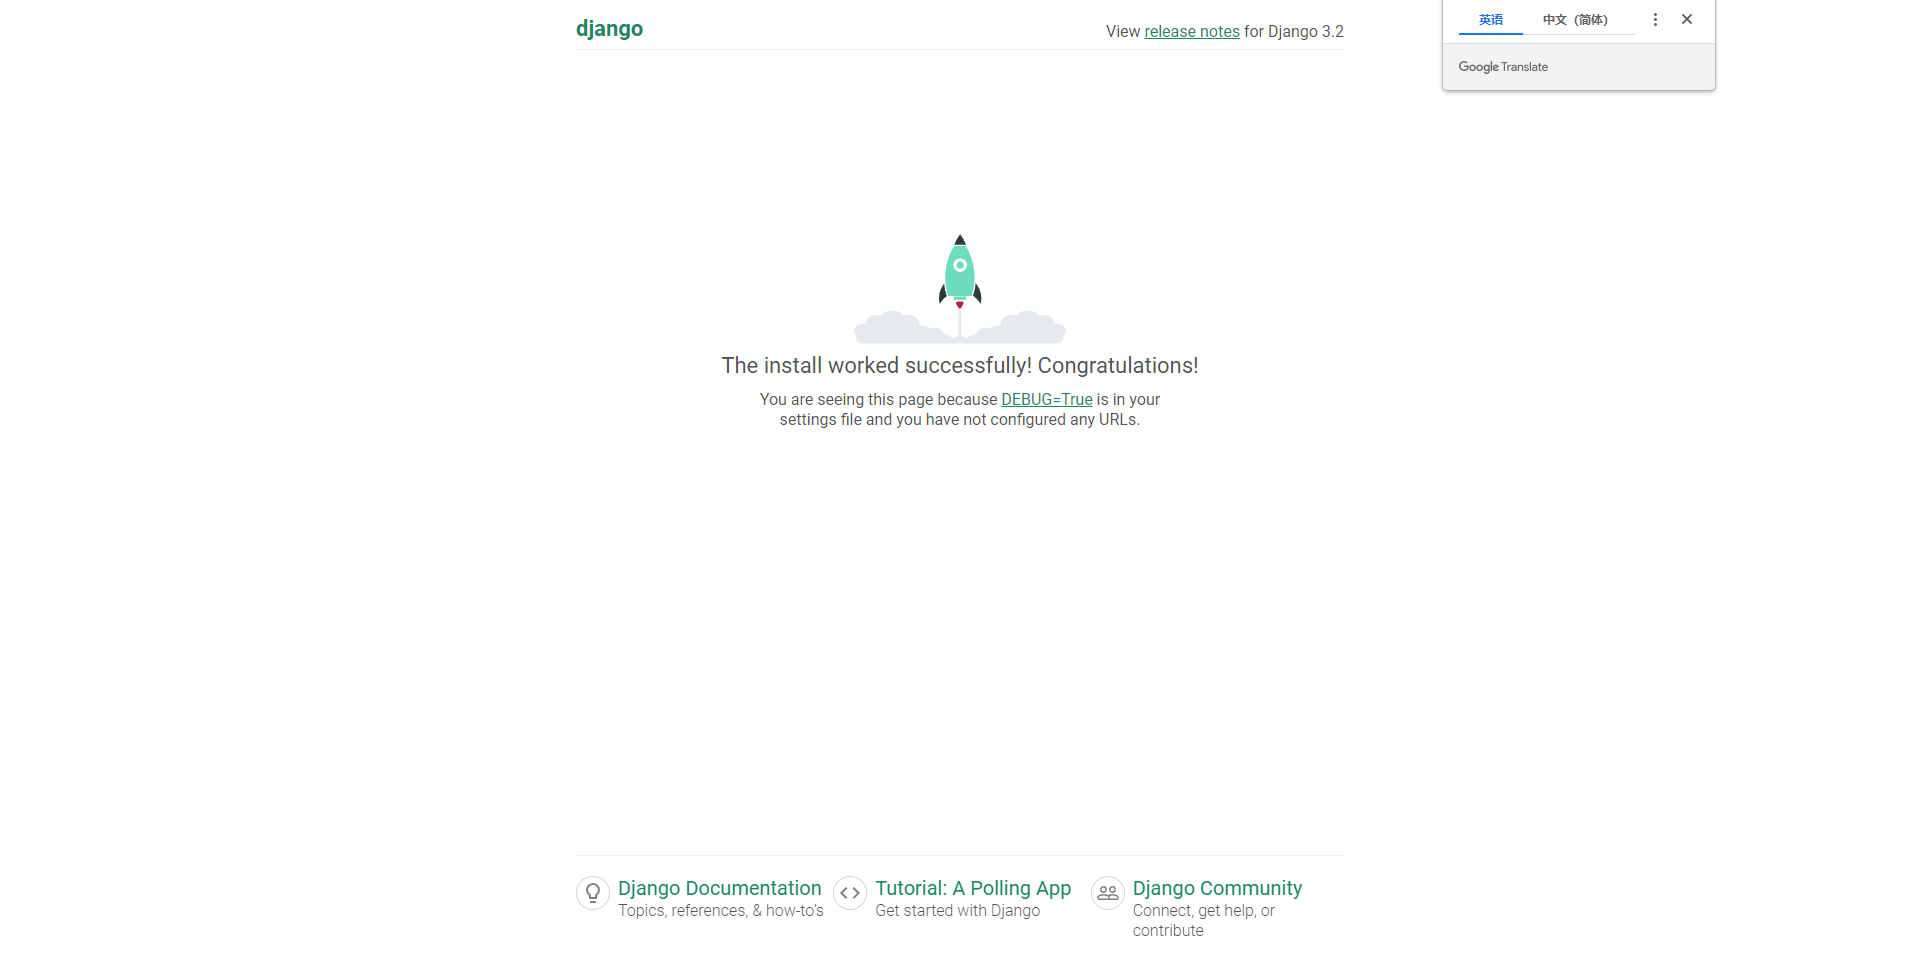 django
View release notes for Django 3.2
英语
中文（简体）
Google Translate
The install worked successfully! Congratulations!
You are seeing this page because DEBUG=True is in your
settings file and you have not configured any URLs.
Django Documentation
Topics, references, & how-to’s
Tutorial: A Polling App
Get started with Django
Django Community
Connect, get help, or
contribute